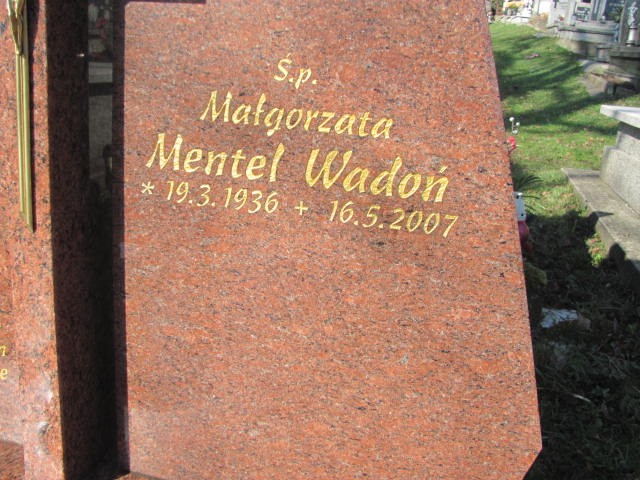 Ś.p.
Małgorzata
Mentel Wadoń
* 19.3.1936 + 16.5.2007